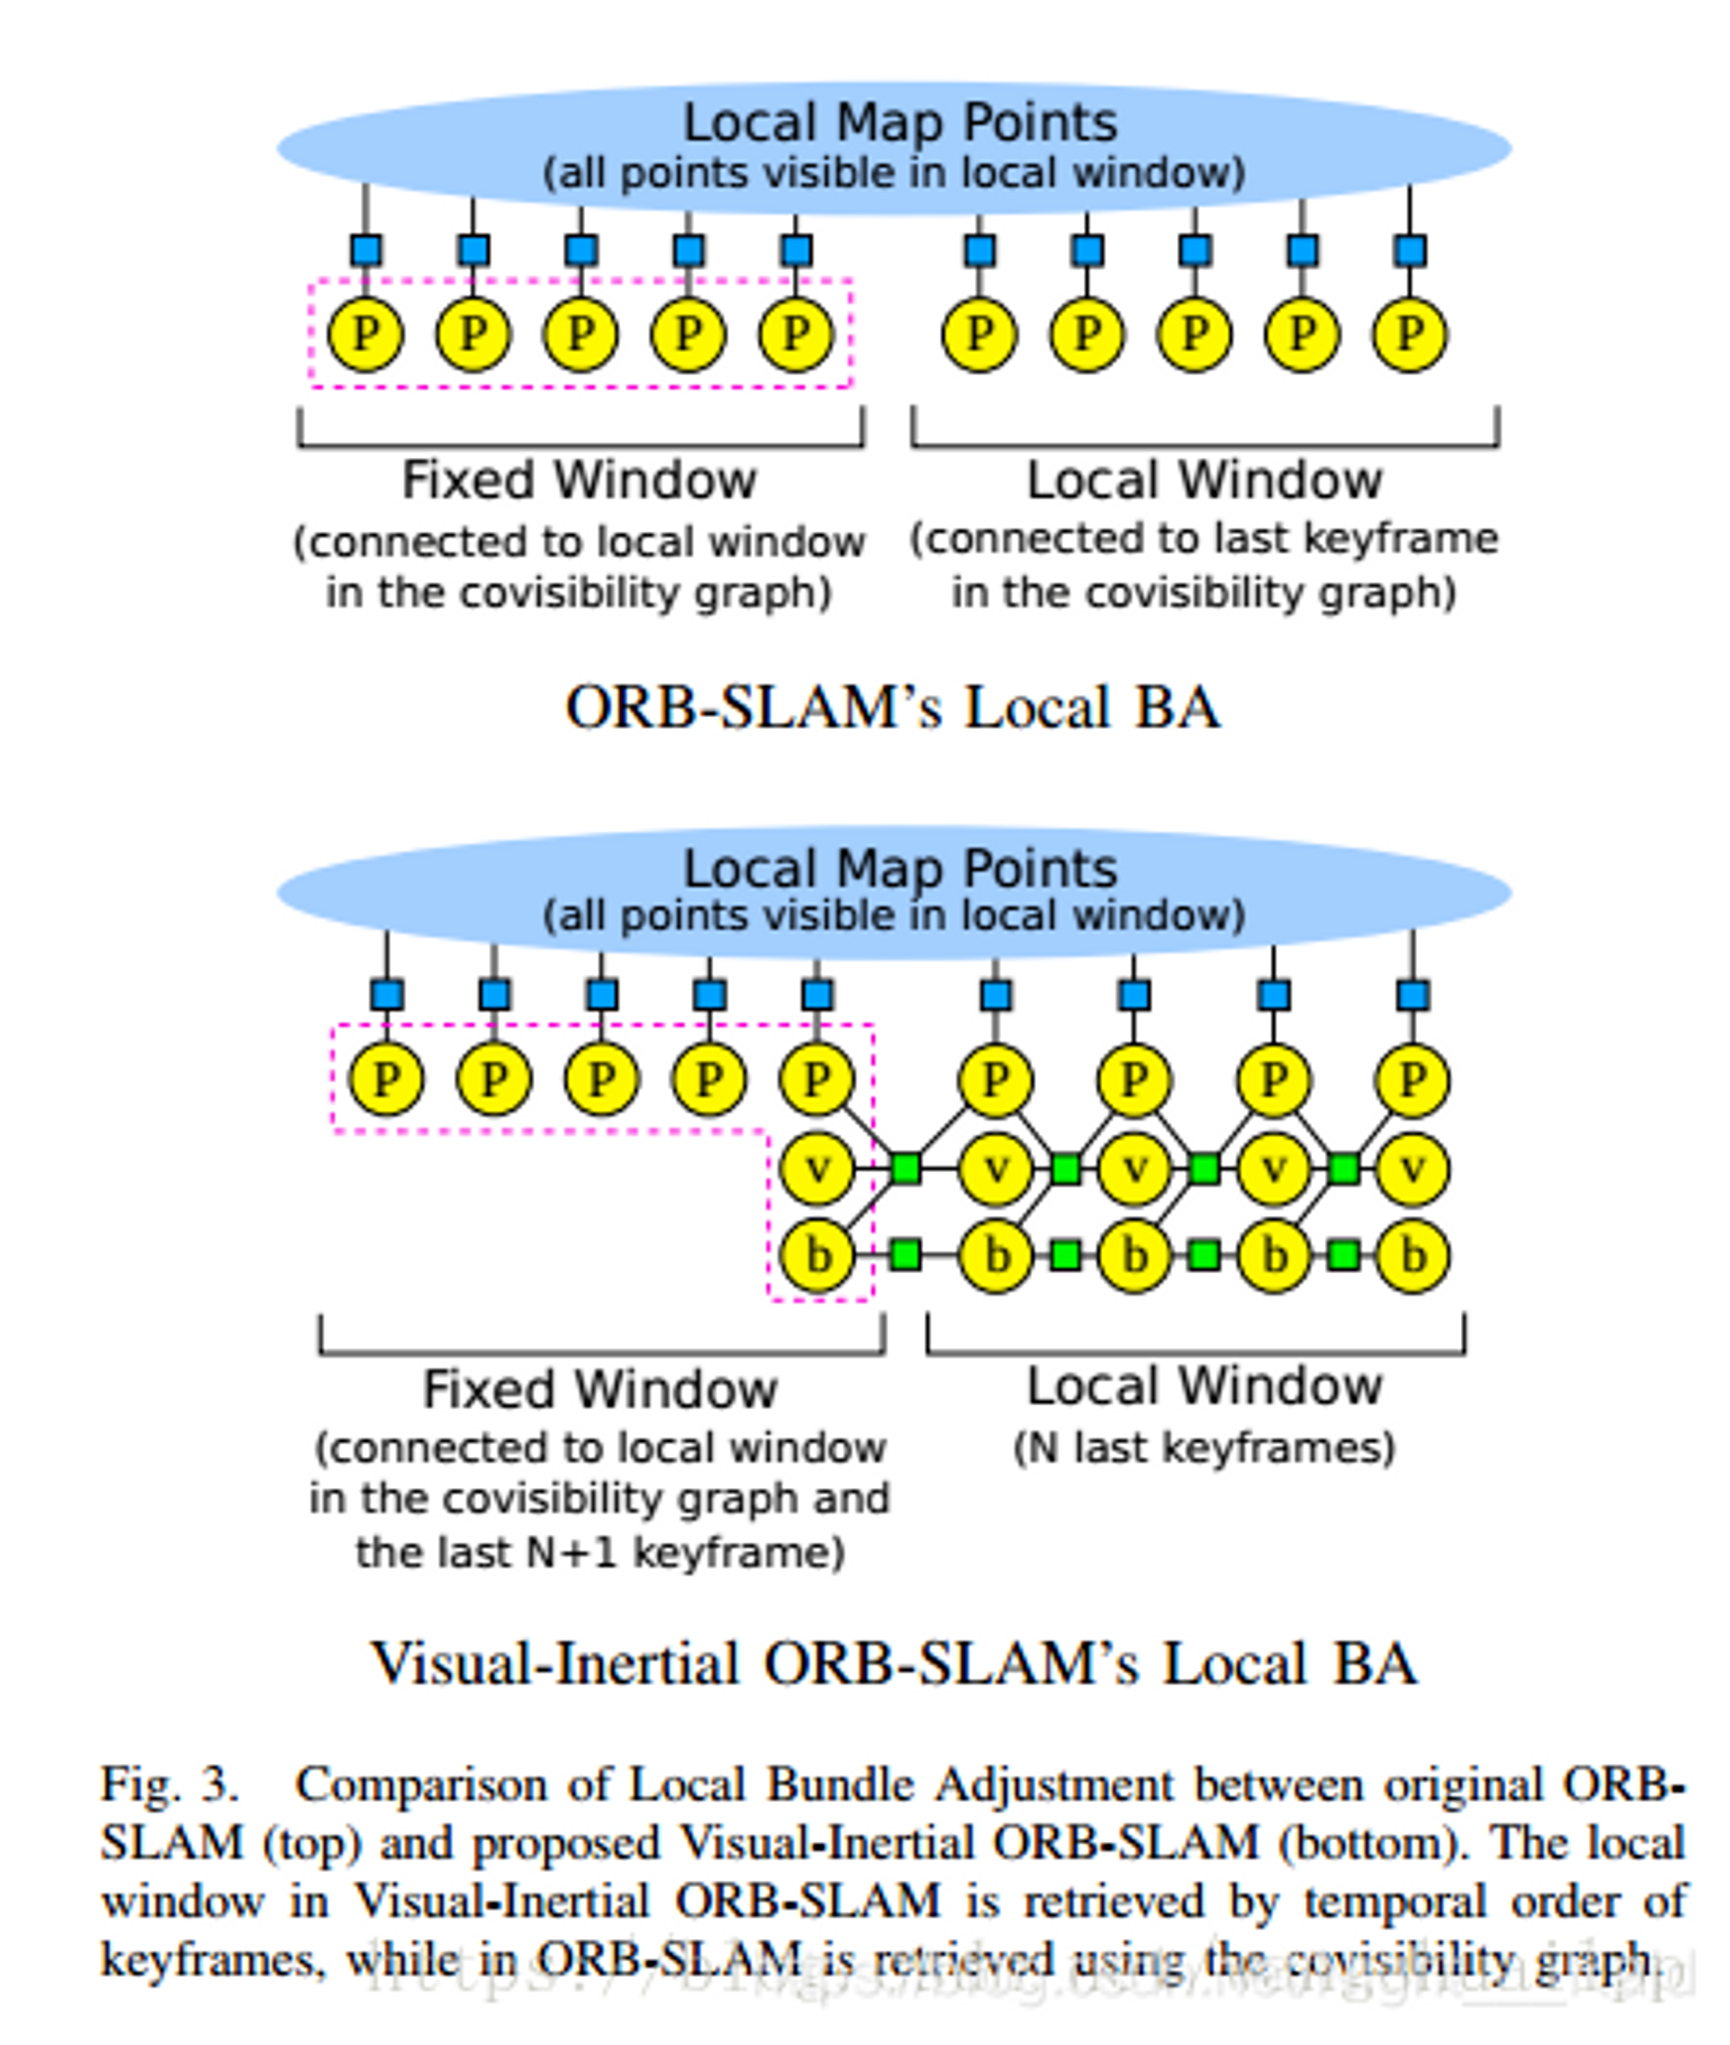 Local Map Points
(all points visible in local window)
P P P P P P P P P P
Fixed Window
(connected to local window
in the covisibility graph)
Local Window
(connected to last keyframe
in the covisibility graph)
ORB-SLAM’s Local BA
Local Map Points
(all points visible in local window)
P P P P P P P P P
v v v v v
b b b b b
Fixed Window
(connected to local window
in the covisibility graph and
the last N+1 keyframe)
Local Window
(N last keyframes)
Visual-Inertial ORB-SLAM’s Local BA
Fig. 3. Comparison of Local Bundle Adjustment between original ORB-
SLAM (top) and proposed Visual-Inertial ORB-SLAM (bottom). The local
window in Visual-Inertial ORB-SLAM is retrieved by temporal order of
keyframes, while in ORB-SLAM is retrieved using the covisibility graph.